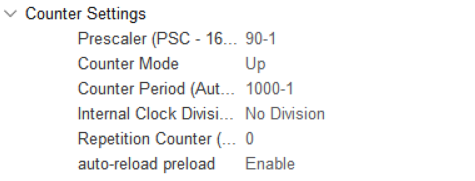 Counter Settings
Prescaler (PSC - 16... 90-1
Counter Mode Up
Counter Period (Aut... 1000-1
Internal Clock Divisi... No Division
Repetition Counter (... 0
auto-reload preload Enable